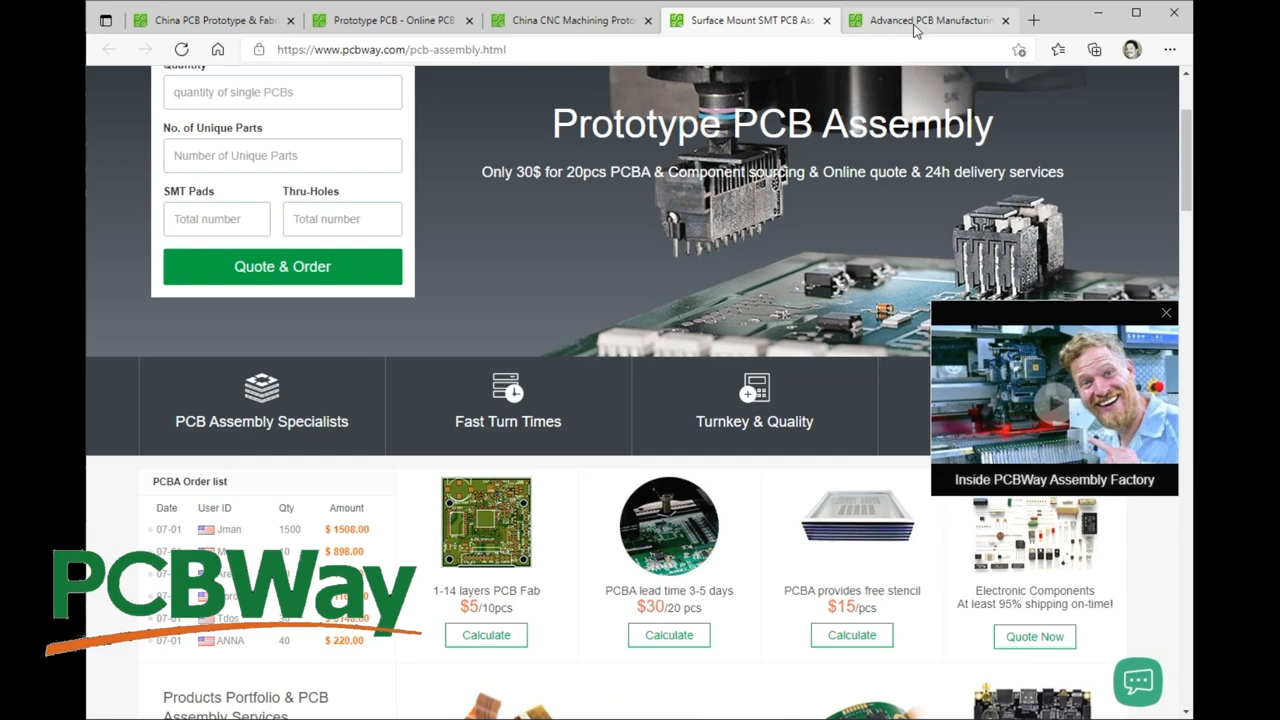 China PCB Prototype & Fabr
Prototype PCB - Online PCB
China CNC Machining Proto
Surface Mount SMT PCB Ass
Advanced PCB Manufacturin
https://www.pcbway.com/pcb-assembly.html
Quantity
quantity of single PCBs
No. of Unique Parts
Number of Unique Parts
SMT Pads
Thru-Holes
Total number
Total number
Quote & Order
Prototype PCB Assembly
Only 30$ for 20pcs PCBA & Component sourcing & Online quote & 24h delivery services
PCB Assembly Specialists
Fast Turn Times
Turnkey & Quality
Inside PCBWay Assembly Factory
PCBA Order list
Date User ID Qty Amount
07-01 Jman 1500 $ 1508.00
$ 898.00
Tdos
07-01 ANNA 40 $ 220.00
PCBWay
1-14 layers PCB Fab
$5/10pcs
Calculate
PCBA lead time 3-5 days
$30/20 pcs
Calculate
PCBA provides free stencil
$15/pcs
Calculate
Electronic Components
At least 95% shipping on-time!
Quote Now
Products Portfolio & PCB
Assembly Services